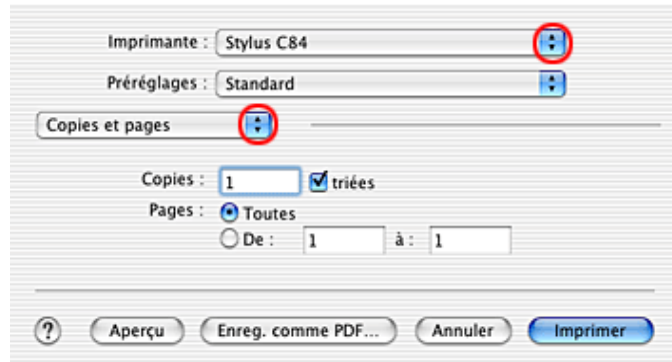 Imprimante : Stylus C84
Préréglages : Standard
Copies et pages
Copies : 1 triées
Pages : Toutes
De : 1 à : 1
? Aperçu Enreg. comme PDF... Annuler Imprimer